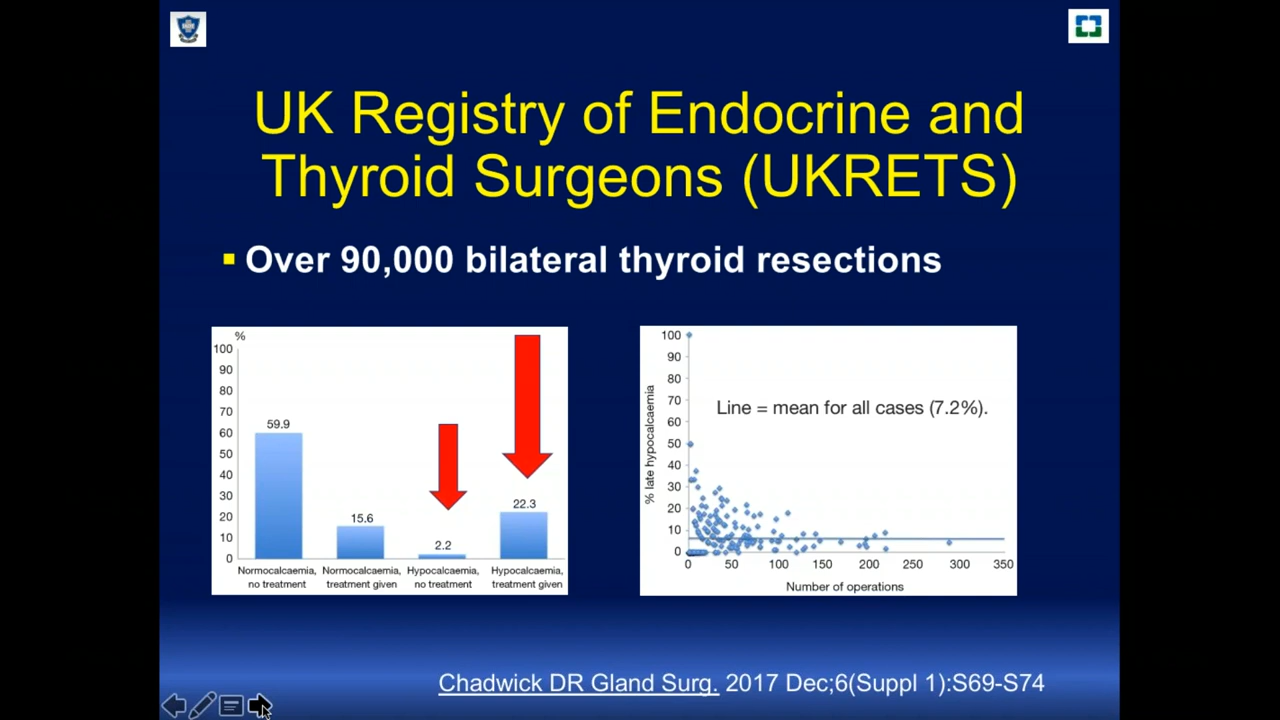 UK Registry of Endocrine and
Thyroid Surgeons (UKRETS)
Over 90,000 bilateral thyroid resections
%
100
90
80
70
60
50
40
30
20
10
0
59.9
15.6
2.2
22.3
Normocalcaemia,
no treatment
Normocalcaemia,
treatment given
Hypocalcaemia,
no treatment
Hypocalcaemia,
treatment given
% late hypocalcaemia
100
90
80
70
60
50
40
30
20
10
0
Line = mean for all cases (7.2%).
0 50 100 150 200 250 300 350
Number of operations
Chadwick DR Gland Surg. 2017 Dec;6(Suppl 1):S69-S74